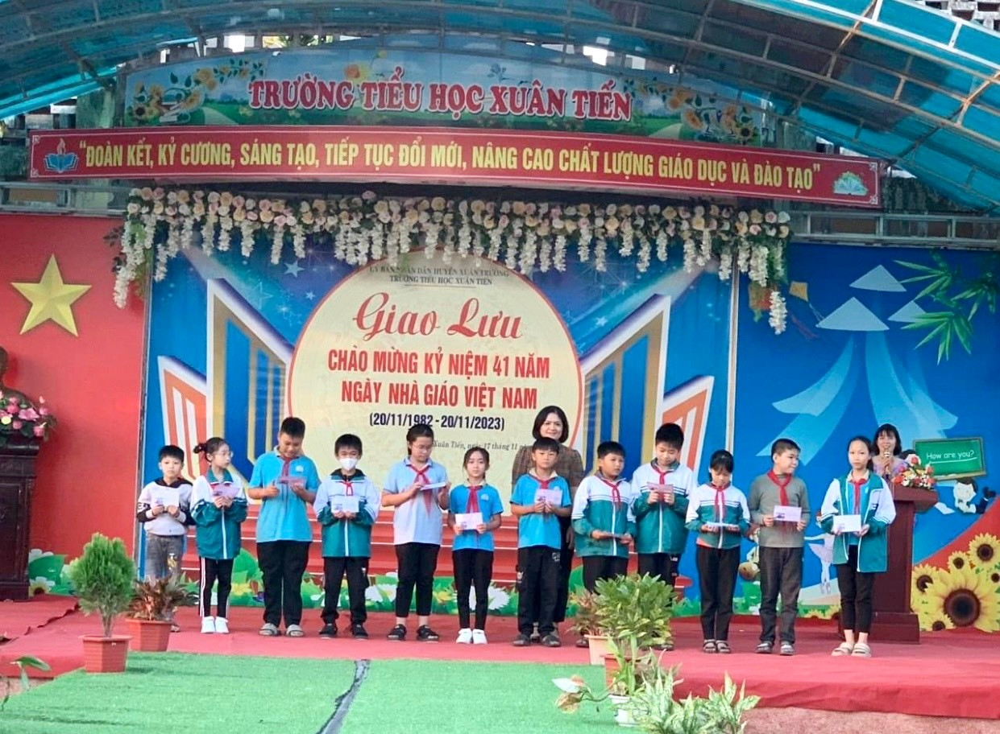 TRƯỜNG TIỂU HỌC XUÂN TIẾN
"ĐOÀN KẾT, KỶ CƯƠNG, SÁNG TẠO, TIẾP TỤC ĐỔI MỚI, NÂNG CAO CHẤT LƯỢNG GIÁO DỤC VÀ ĐÀO TẠO"
ỦY BAN NHÂN DÂN HUYỆN XUÂN TRƯỜNG
TRƯỜNG TIỂU HỌC XUÂN TIẾN
Giao Lưu
CHÀO MỪNG KỶ NIỆM 41 NĂM
NGÀY NHÀ GIÁO VIỆT NAM
(20/11/1982 - 20/11/2023)
Xuân Tiến, ngày 17 tháng 11
How are you?